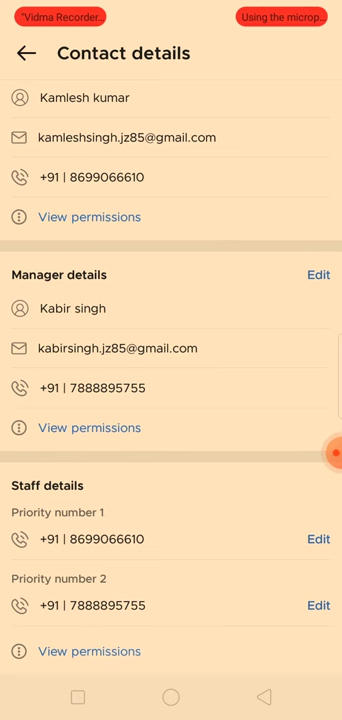 "Vidma Recorder...
Using the microp...
Contact details
Kamlesh kumar
kamleshsingh.jz85@gmail.com
+91 | 8699066610
View permissions
Manager details
Edit
Kabir singh
kabirsingh.jz85@gmail.com
+91 | 7888895755
View permissions
Staff details
Priority number 1
+91 | 8699066610
Edit
Priority number 2
+91 | 7888895755
Edit
View permissions